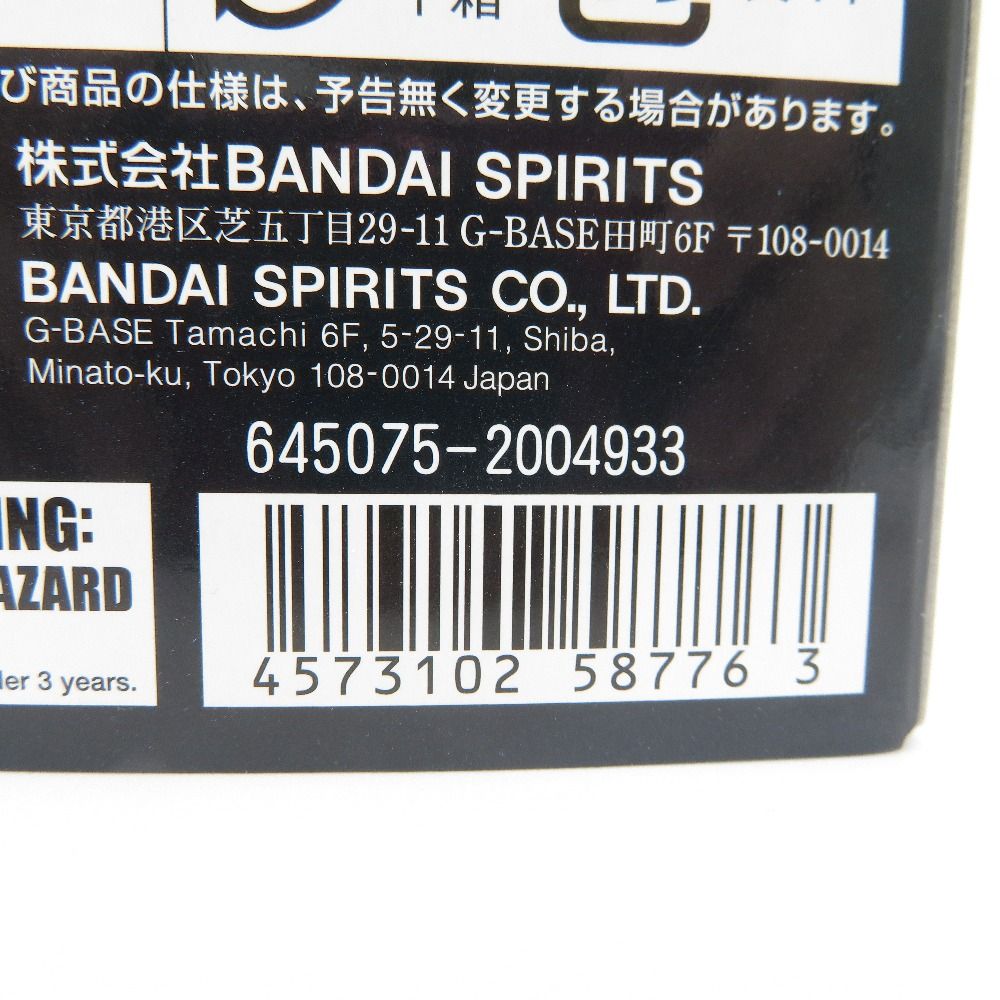 び商品の仕様は、予告無く変更する場合があります。
株式会社BANDAI SPIRITS
東京都港区芝五丁目29-11 G-BASE田町6F 〒108-0014
BANDAI SPIRITS CO., LTD.
G-BASE Tamachi 6F, 5-29-11, Shiba,
Minato-ku, Tokyo 108-0014 Japan
645075-2004933
ING:
AZARD
er 3 years.
4573102 58776 3